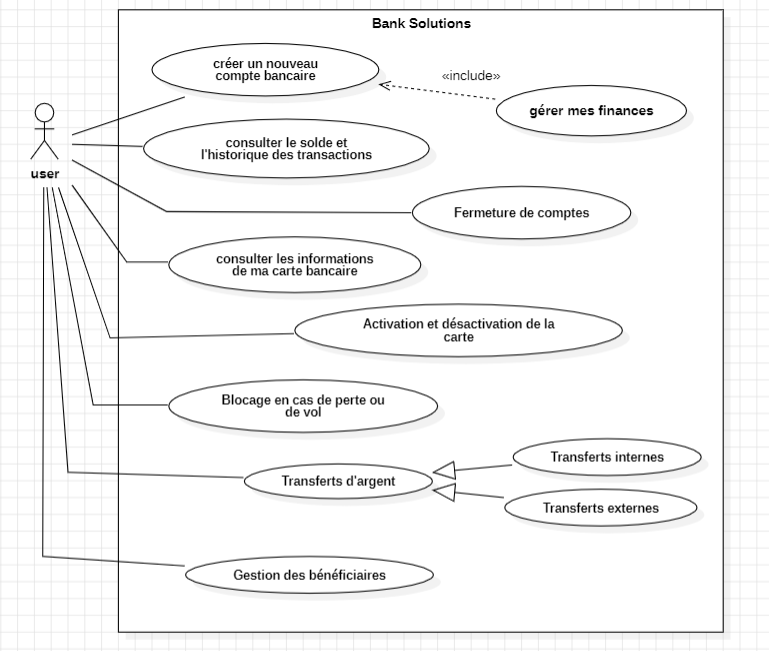 Bank Solutions
créer un nouveau
compte bancaire
«include»
gérer mes finances
user
consulter le solde et
l'historique des transactions
Fermeture de comptes
consulter les informations
de ma carte bancaire
Activation et désactivation de la
carte
Blocage en cas de perte ou
de vol
Transferts internes
Transferts d'argent
Transferts externes
Gestion des bénéficiaires